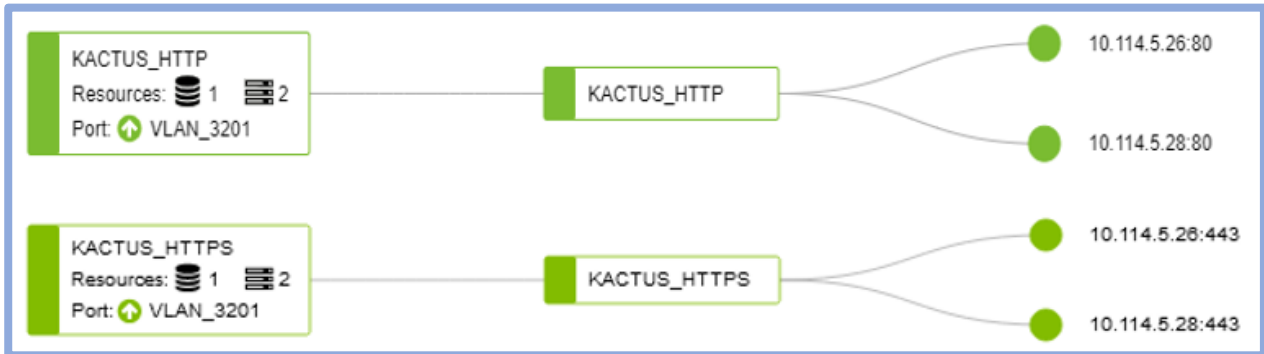 KACTUS_HTTP
Resources: 1 2
Port: VLAN_3201
KACTUS_HTTP
10.114.5.26:80
10.114.5.28:80
KACTUS_HTTPS
Resources: 1 2
Port: VLAN_3201
KACTUS_HTTPS
10.114.5.26:443
10.114.5.28:443